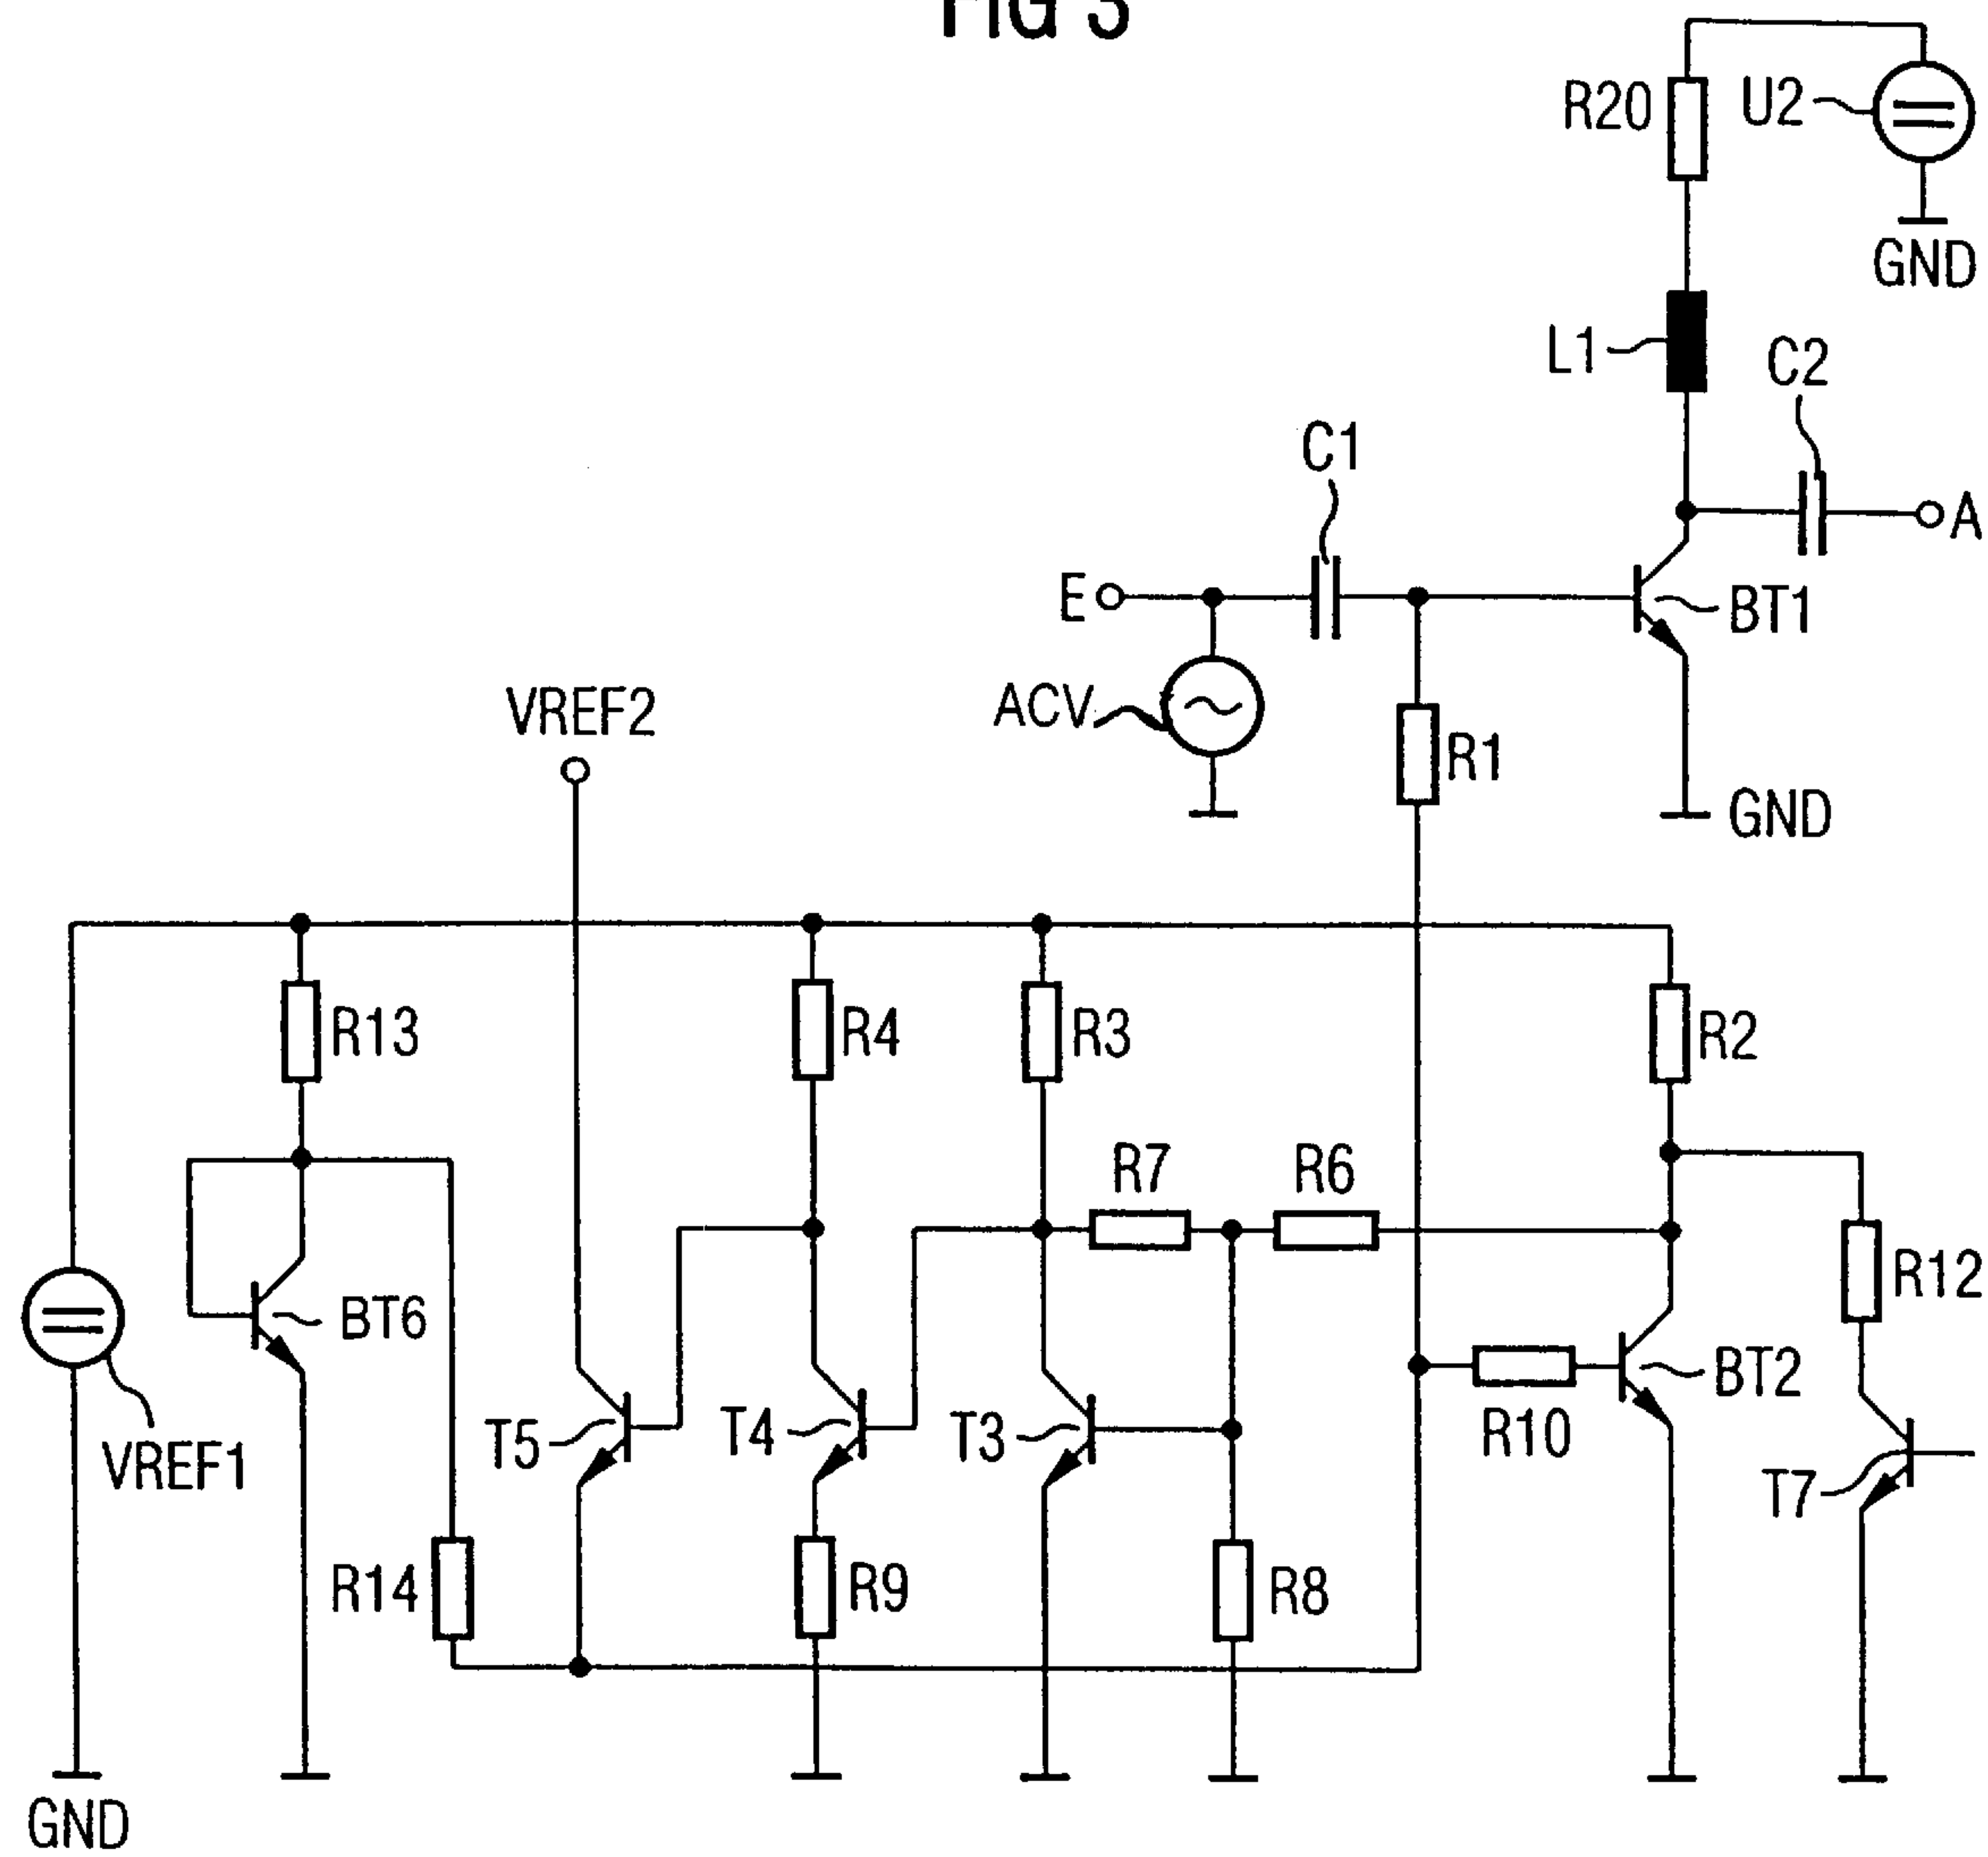 FIG 3
R20
U2
GND
L1
C2
C1
A
E
BT1
ACV
VREF2
R1
GND
R13
R4
R3
R2
R7
R6
R12
BT6
BT2
T5
T4
T3
R10
VREF1
T7
R14
R9
R8
GND